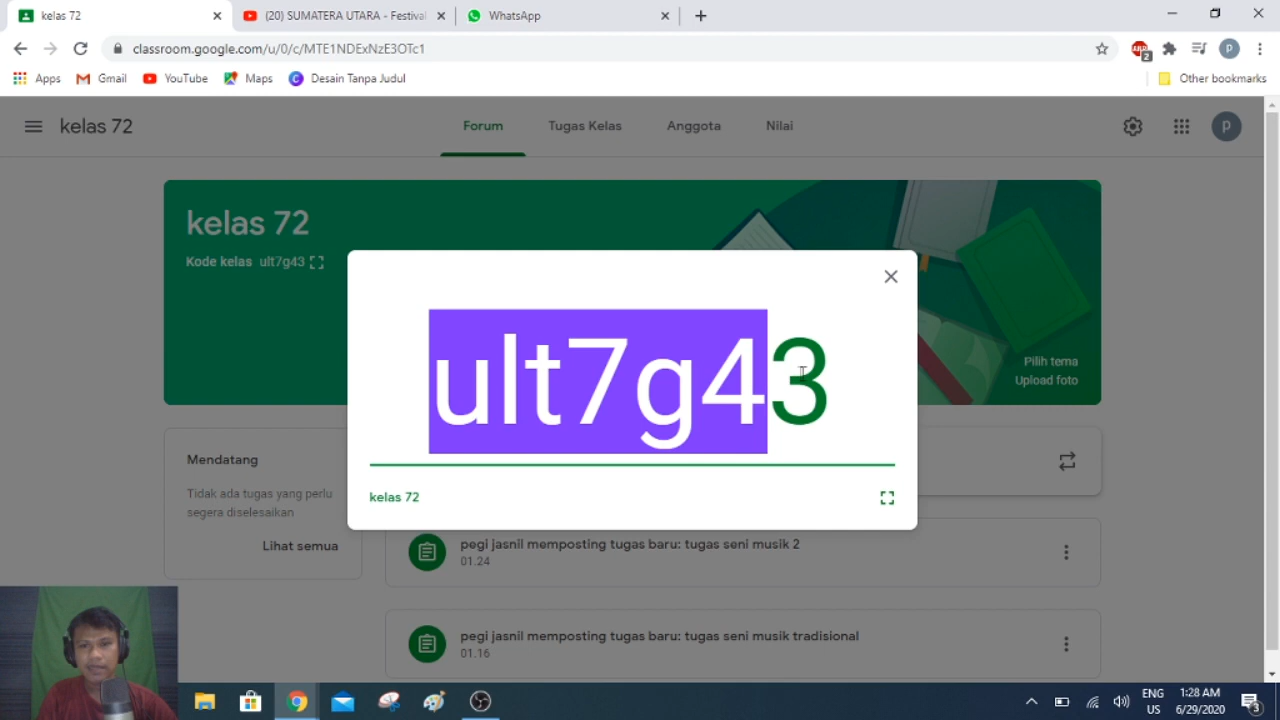 kelas 72
(20) SUMATERA UTARA - Festival
WhatsApp
classroom.google.com/u/0/c/MTE1NDExNzE3OTc1
2
P
Apps
Gmail
YouTube
Maps
Desain Tanpa Judul
Other bookmarks
kelas 72
Forum
Tugas Kelas
Anggota
Nilai
P
kelas 72
Kode kelas ult7g43
Pilih tema
Upload foto
ult7g43
kelas 72
Mendatang
Tidak ada tugas yang perlu
segera diselesaikan
Lihat semua
pegi jasnil memposting tugas baru: tugas seni musik 2
01.24
pegi jasnil memposting tugas baru: tugas seni musik tradisional
01.16
ENG
US
1:28 AM
6/29/2020
3